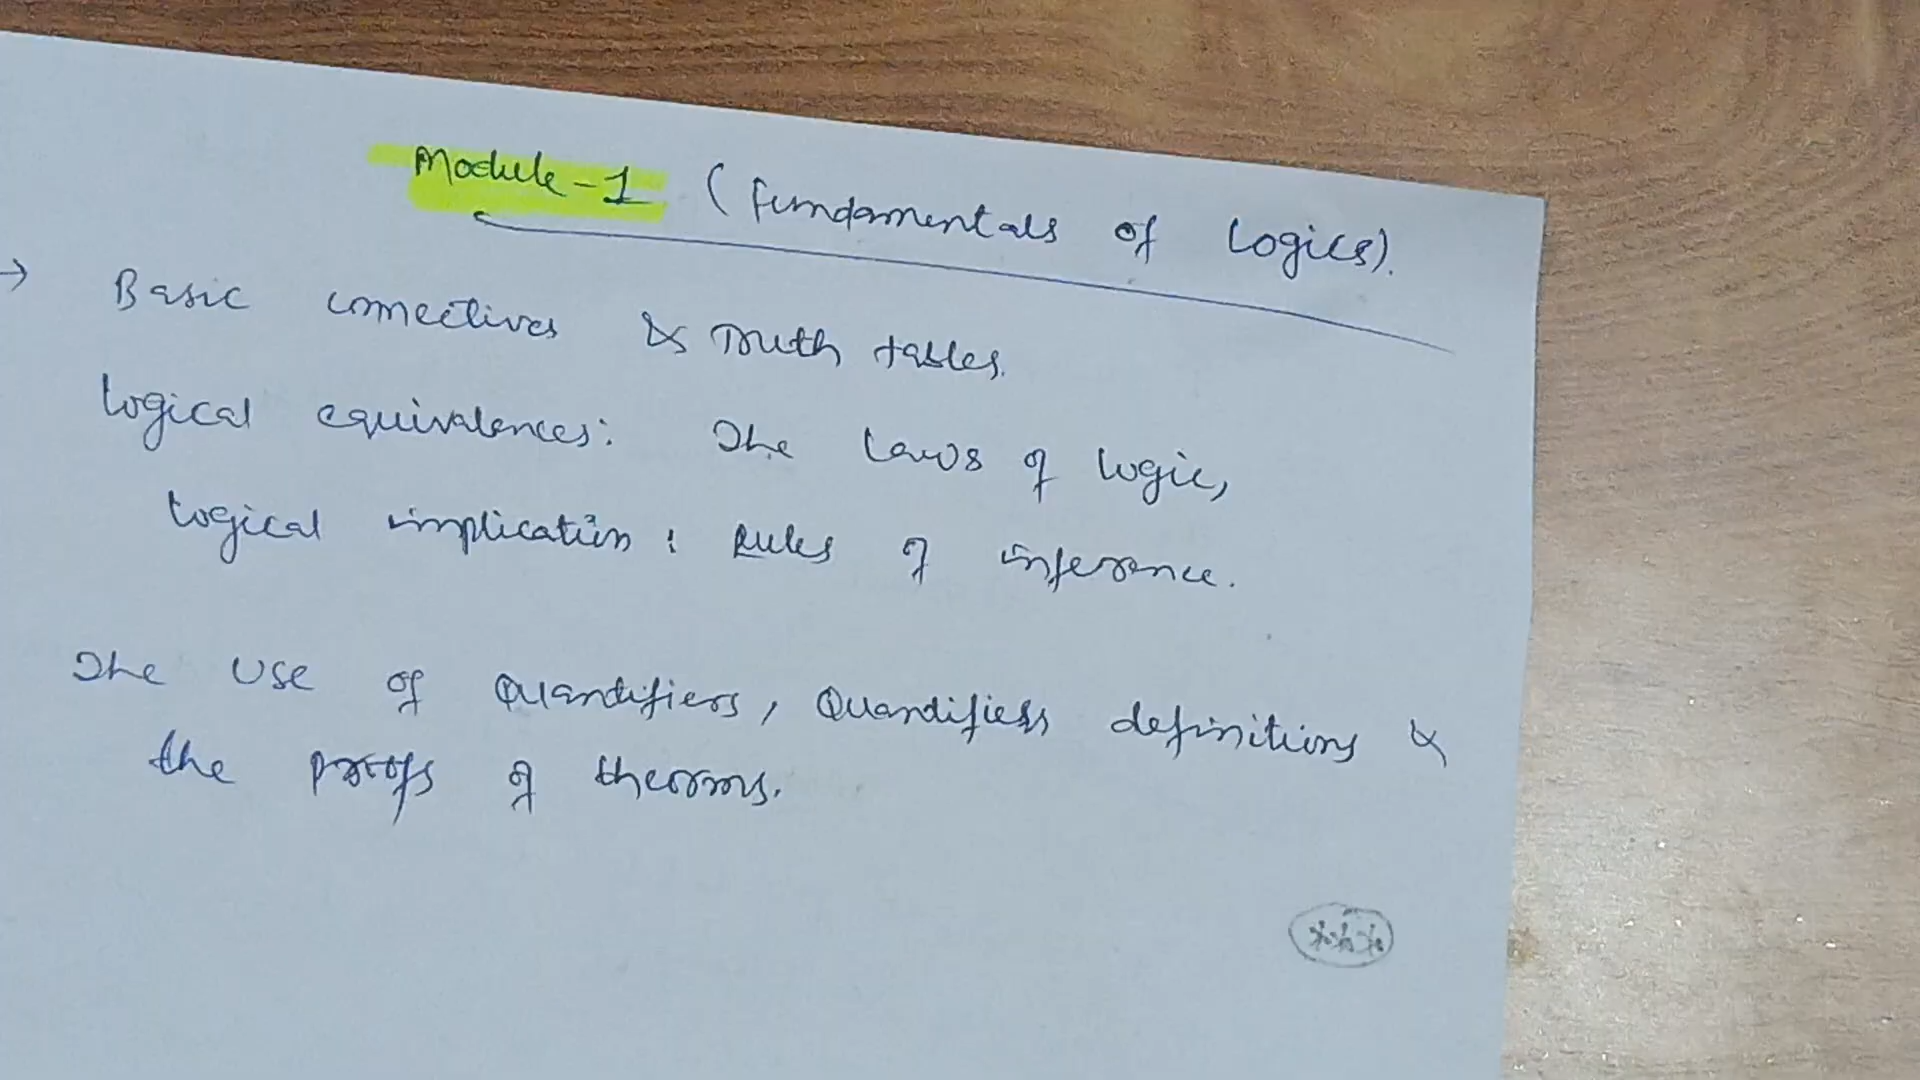 Module-1 (Fundamentals of Logics).
→ Basic connectives & Truth tables.
Logical equivalences: The Laws of Logic,
Logical implication: Rules of inference.
The Use of Quantifiers, Quantifiers definitions &
the proofs of theorms.